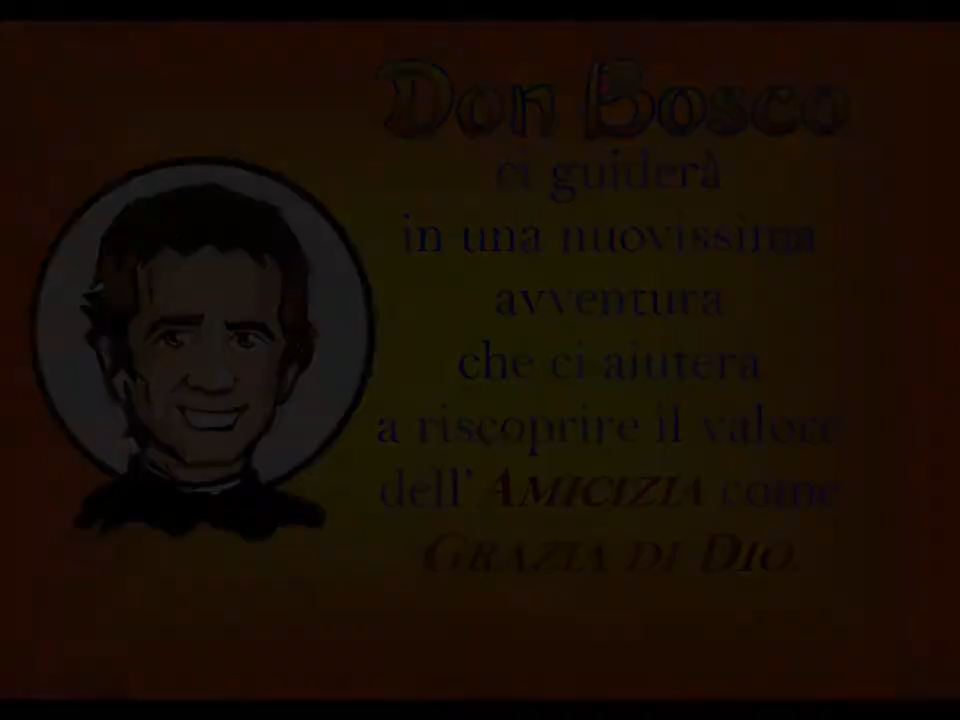 Don Bosco
ci guiderà
in una nuovissima
avventura
che ci aiutera
a riscoprire il valore
dell' AMICIZIA come
GRAZIA DI DIO.